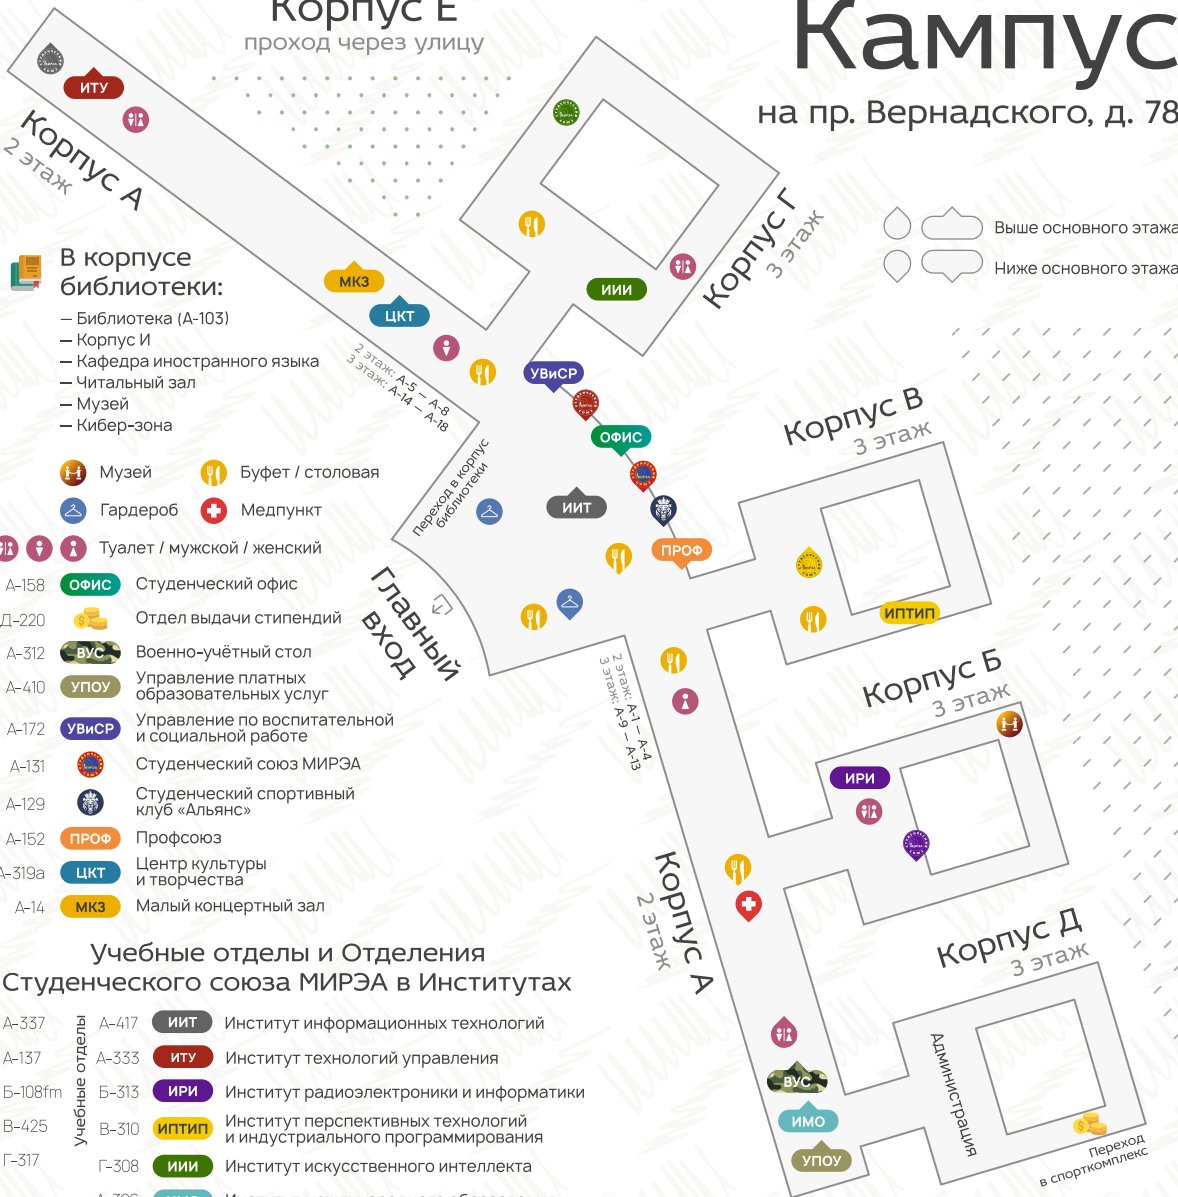 Корпус Е
проход через улицу
Кампус
на пр. Вернадского, д. 78
ИТУ
Корпус А
2 этаж
Корпус Г
3 этаж
Выше основного этажа
Ниже основного этажа
В корпусе
библиотеки:
— Библиотека (А-103)
— Корпус И
— Кафедра иностранного языка
— Читальный зал
— Музей
— Кибер-зона
МКЗ
ЦКТ
ИИИ
2 этаж: А-5 — А-8
3 этаж: А-14 — А-18
УВиСР
ОФИС
ИИТ
ПРОФ
Корпус В
3 этаж
ИПТИП
Переход в корпус
библиотеки
Главный
вход
Музей
Буфет / столовая
Гардероб
Медпункт
Туалет / мужской / женский
А-158 ОФИС Студенческий офис
Д-220 Отдел выдачи стипендий
А-312 ВУС Военно-учётный стол
А-410 УПОУ Управление платных
образовательных услуг
А-172 УВиСР Управление по воспитательной
и социальной работе
А-131 Студенческий союз МИРЭА
А-129 Студенческий спортивный
клуб «Альянс»
А-152 ПРОФ Профсоюз
А-319а ЦКТ Центр культуры
и творчества
А-14 МКЗ Малый концертный зал
2 этаж: А-1 — А-4
3 этаж: А-9 — А-13
Корпус Б
3 этаж
ИРИ
Корпус А
2 этаж
Корпус Д
3 этаж
Администрация
ВУС
ИМО
УПОУ
Переход
в спорткомплекс
Учебные отделы и Отделения
Студенческого союза МИРЭА в Институтах
Учебные отделы
А-337 А-417 ИИТ Институт информационных технологий
А-137 А-333 ИТУ Институт технологий управления
Б-108fm Б-313 ИРИ Институт радиоэлектроники и информатики
В-425 В-310 ИПТИП Институт перспективных технологий
и индустриального программирования
Г-317 Г-308 ИИИ Институт искусственного интеллекта